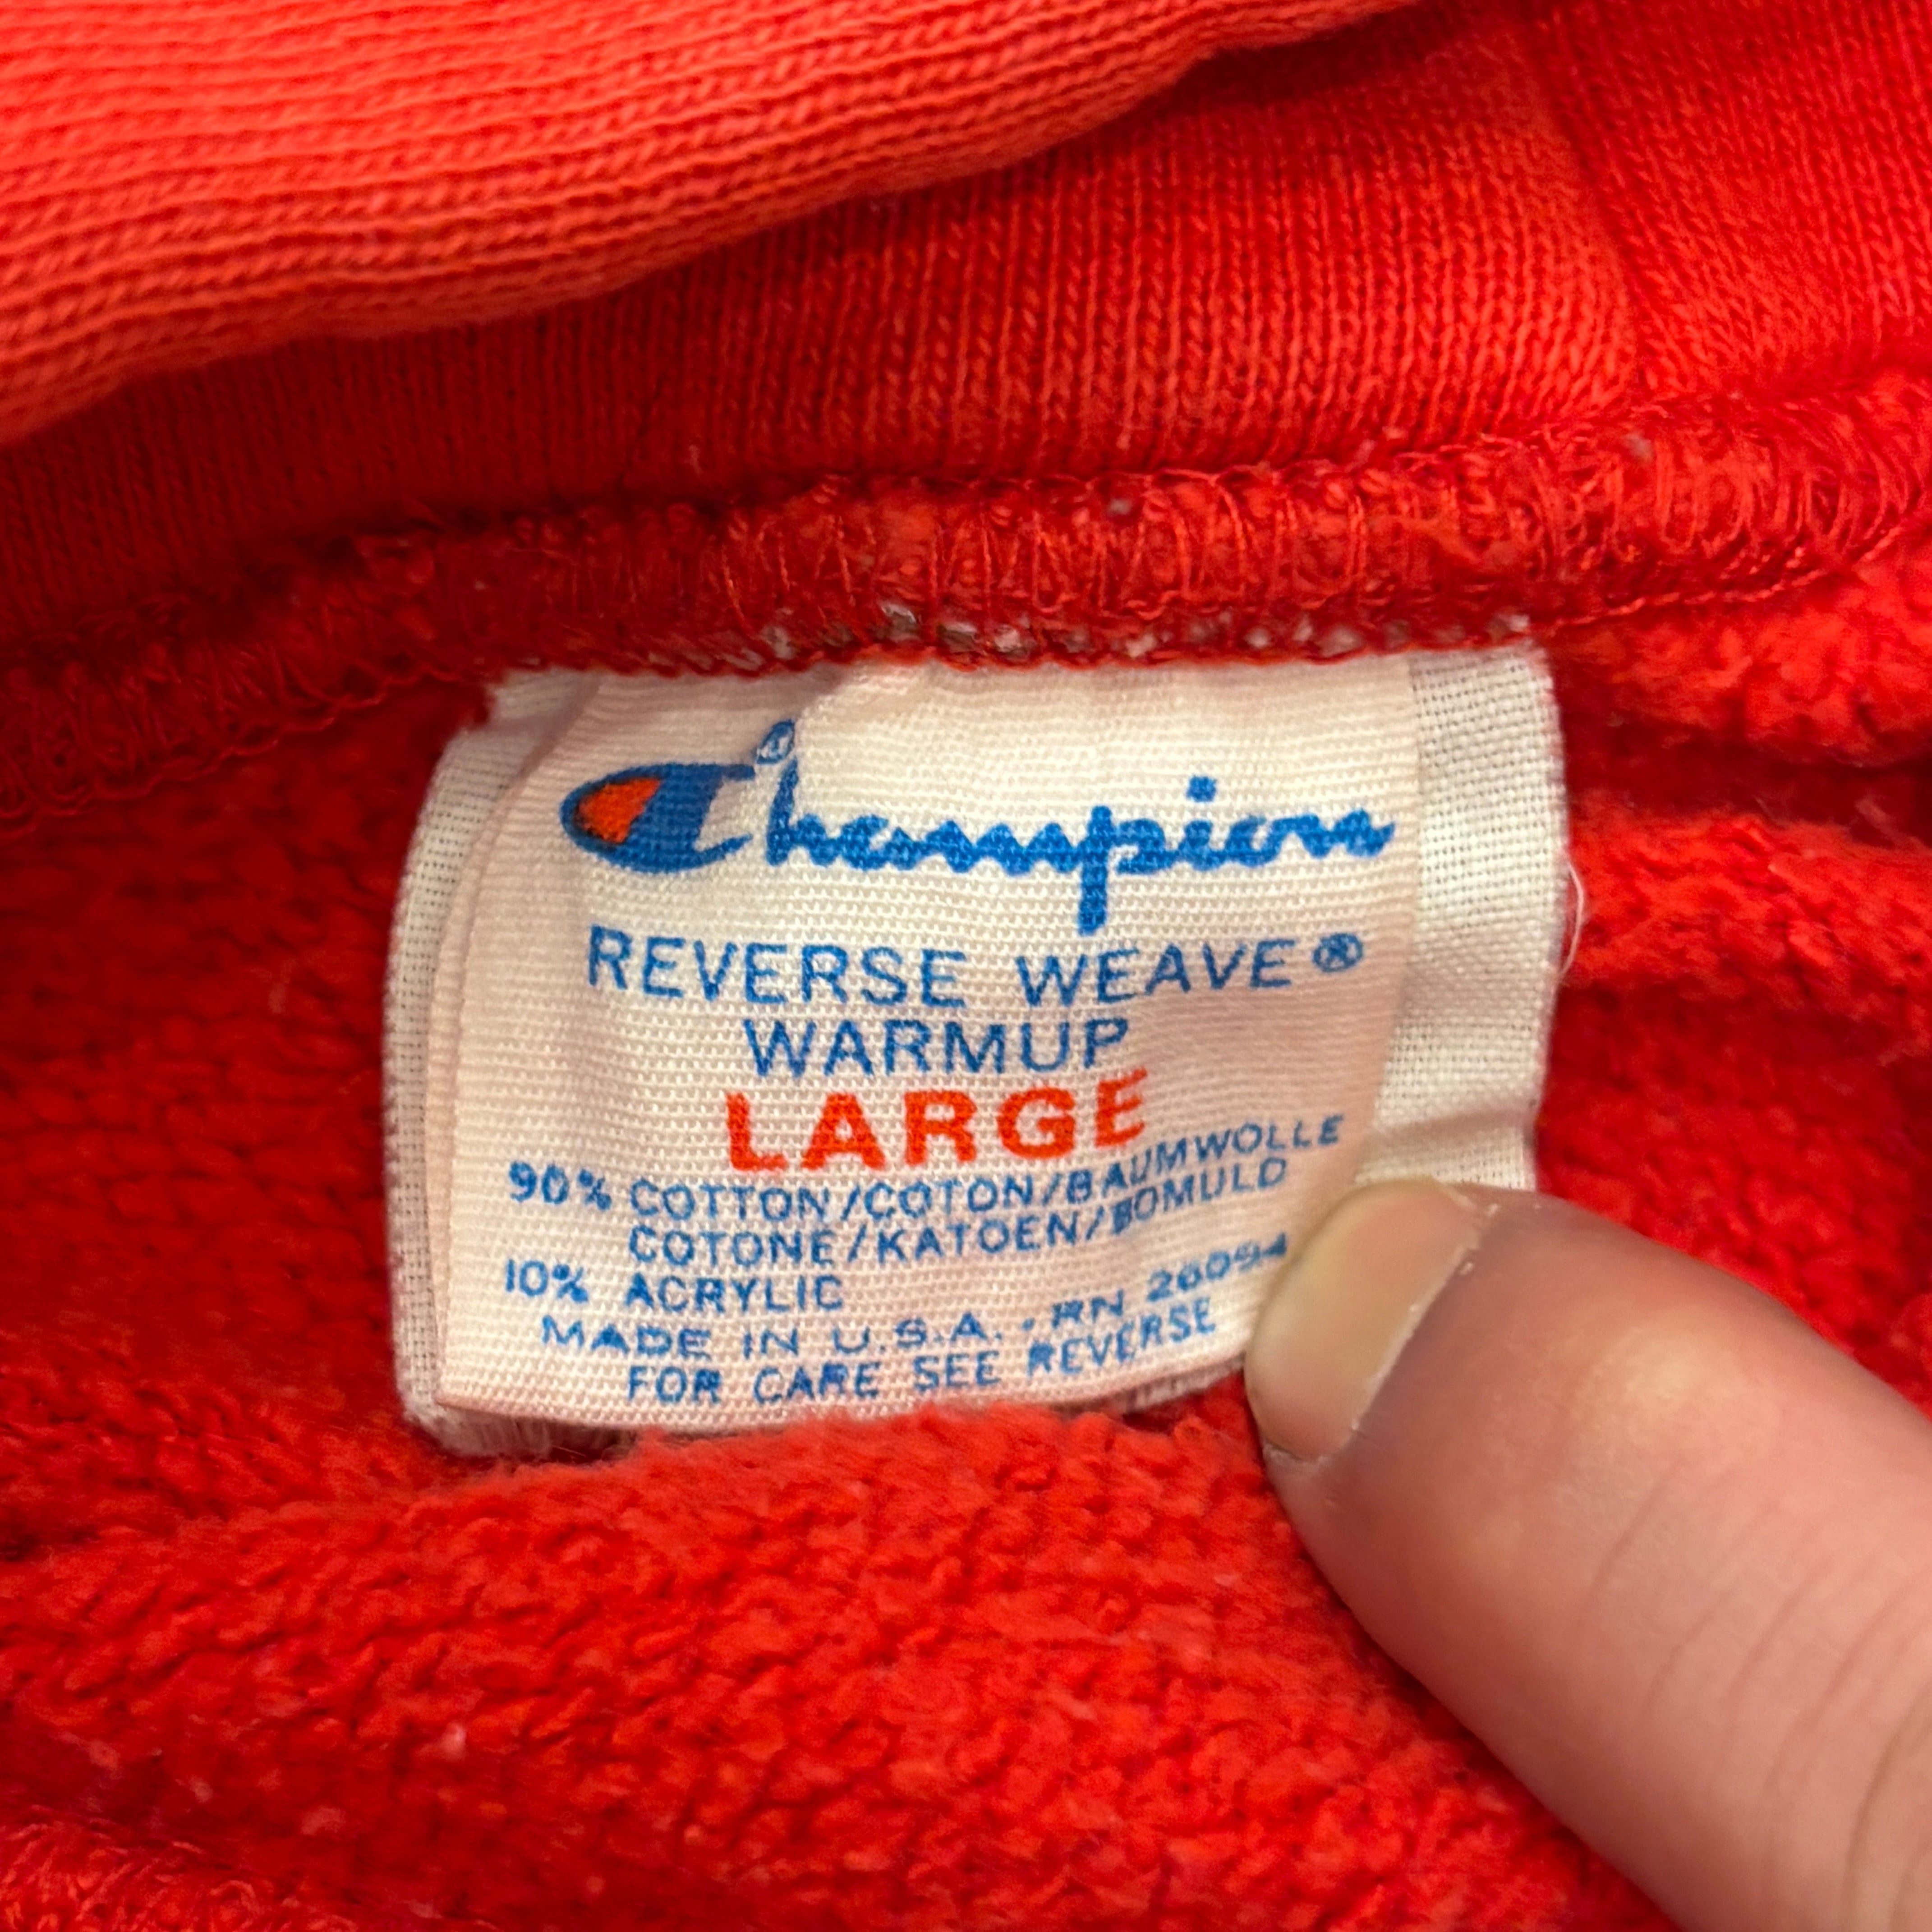 Champion®
REVERSE WEAVE®
WARMUP
LARGE
90% COTTON/COTON/BAUMWOLLE
COTONE/KATOEN/BOMULD
10% ACRYLIC
MADE IN U.S.A. . RN 26094
FOR CARE SEE REVERSE